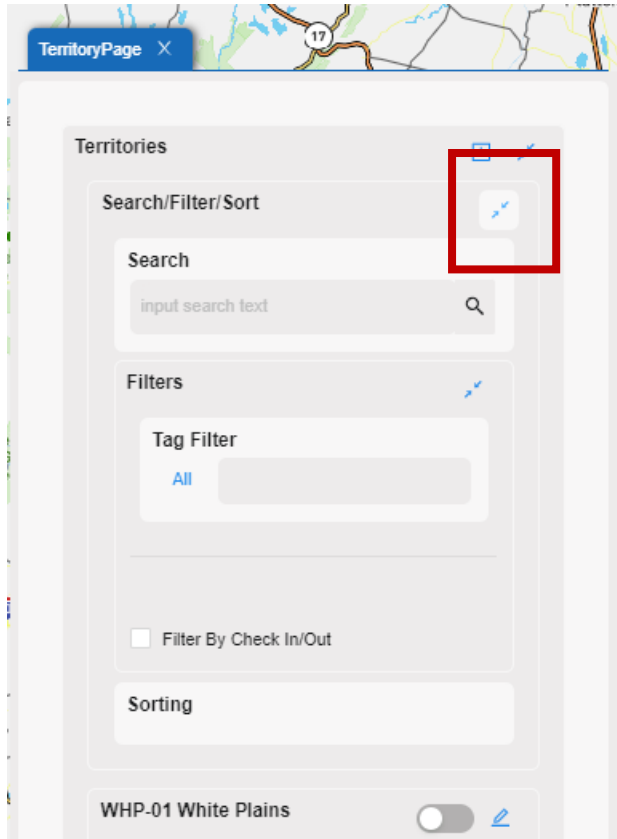 17
TerritoryPage
Territories
Search/Filter/Sort
Search
input search text
Filters
Tag Filter
All
Filter By Check In/Out
Sorting
WHP-01 White Plains